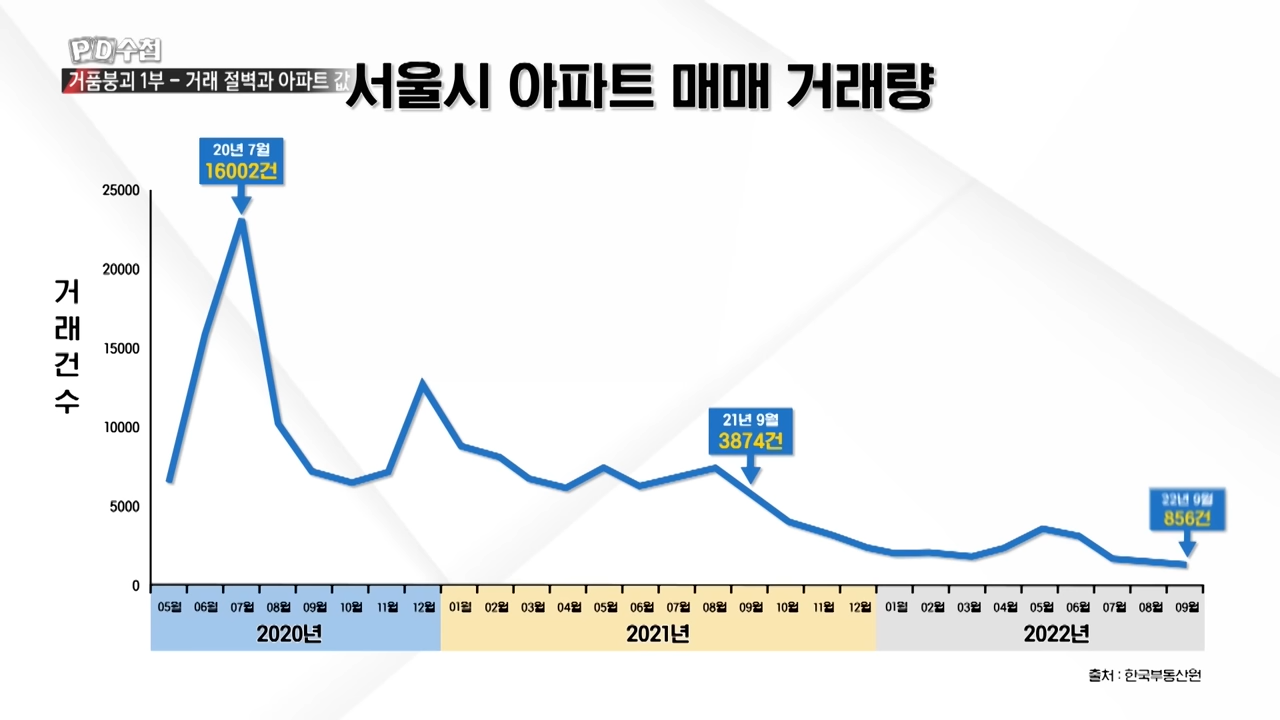 PD수첩
거품붕괴 1부 - 거래 절벽과 아파트 값
서울시 아파트 매매 거래량
20년 7월
16002건
21년 9월
3874건
22년 9월
856건
거래건수
25000
20000
15000
10000
5000
0
05월 06월 07월 08월 09월 10월 11월 12월 01월 02월 03월 04월 05월 06월 07월 08월 09월 10월 11월 12월 01월 02월 03월 04월 05월 06월 07월 08월 09월
2020년 2021년 2022년
출처 : 한국부동산원